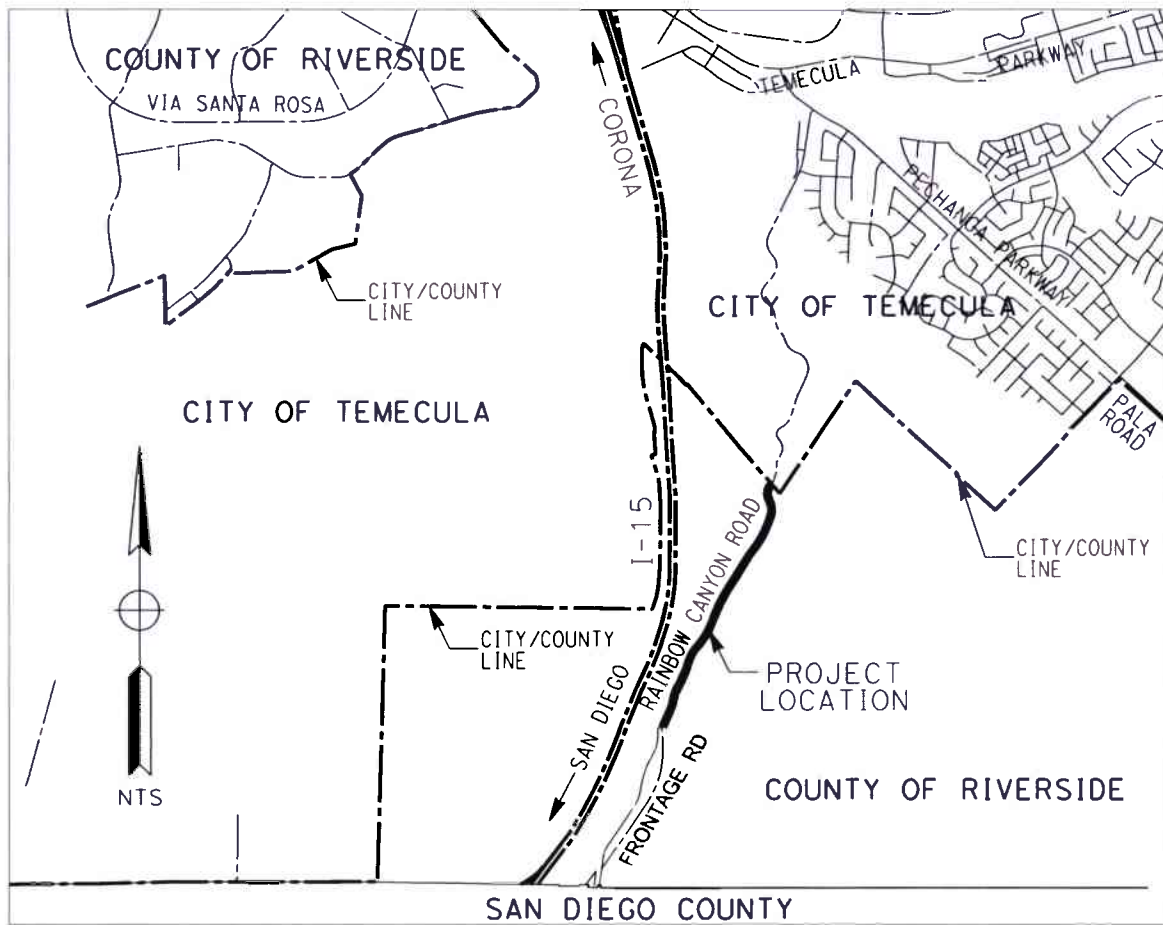 COUNTY OF RIVERSIDE
VIA SANTA ROSA
CORONA
TEMECULA
PARKWAY
PECHANGA PARKWAY
CITY/COUNTY
LINE
CITY OF TEMECULA
CITY OF TEMECULA
PALA
ROAD
I-15
RAINBOW CANYON ROAD
CITY/COUNTY
LINE
CITY/COUNTY
LINE
PROJECT
LOCATION
SAN DIEGO
FRONTAGE RD
COUNTY OF RIVERSIDE
NTS
SAN DIEGO COUNTY